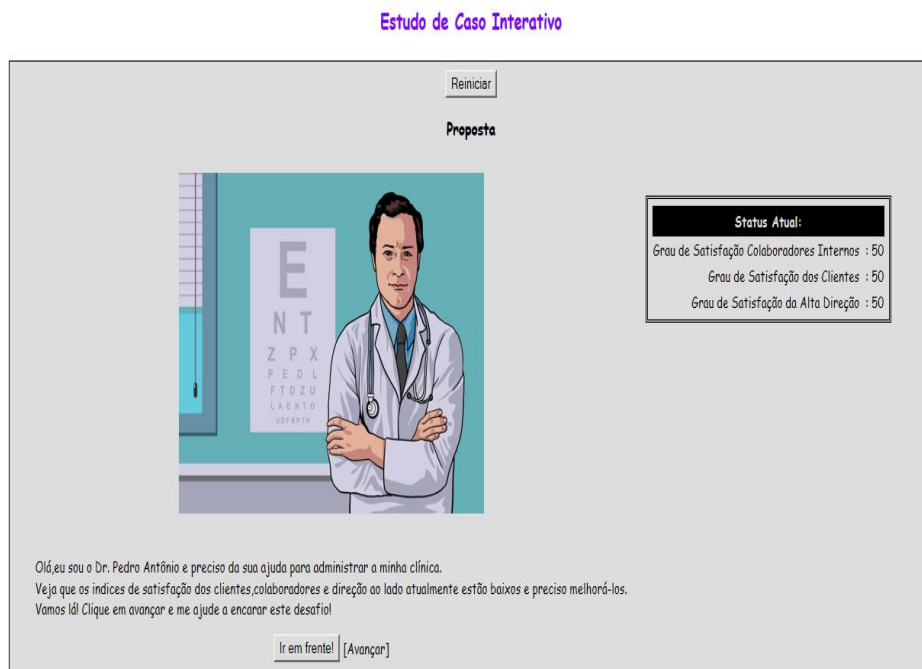 Estudo de Caso Interativo
Reiniciar
Proposta
E
N T
Z P X
P E D L
F T D Z U
L A E N T O
U O F N P T H
Status Atual:
Grau de Satisfação Colaboradores Internos : 50
Grau de Satisfação dos Clientes : 50
Grau de Satisfação da Alta Direção : 50
Olá,eu sou o Dr. Pedro Antônio e preciso da sua ajuda para administrar a minha clínica.
Veja que os indices de satisfação dos clientes,colaboradores e direção ao lado atualmente estão baixos e preciso melhorá-los.
Vamos lá! Clique em avançar e me ajude a encarar este desafio!
Ir em frente! [Avançar]